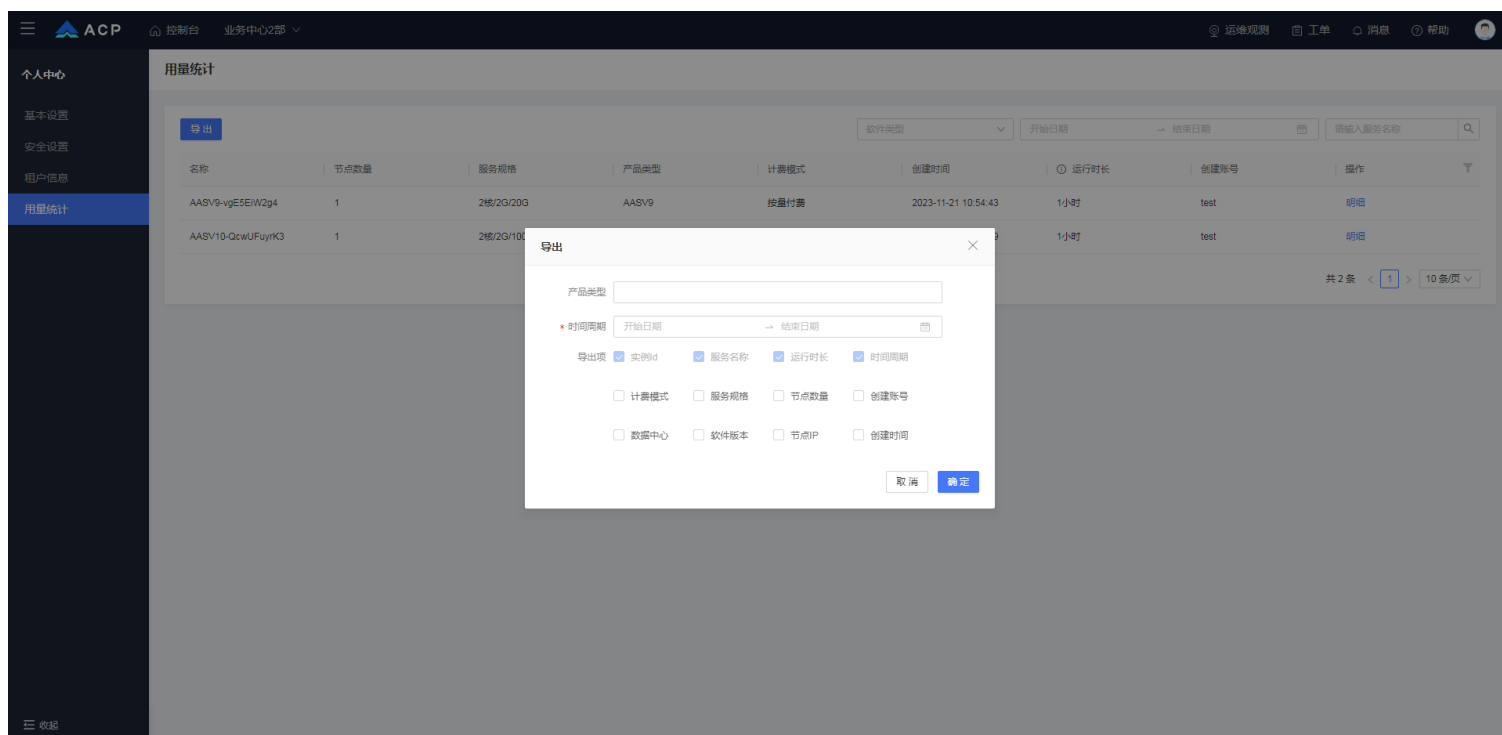 ACP 控制台 业务中心2部 运维观测 工单 消息 帮助
个人中心
基本设置
安全设置
租户信息
用量统计
收起
用量统计
导出 软件类型 开始日期 → 结束日期 请输入服务名称
名称 节点数量 服务规格 产品类型 计费模式 创建时间 运行时长 创建账号 操作
AASV9-vgE5EiW2g4 1 2核/2G/20G AASV9 按量付费 2023-11-21 10:54:43 1小时 test 明细
AASV10-QcwUFuyrK3 1 2核/2G/10 1小时 test 明细
共2条 < 1 > 10条/页
导出
产品类型
* 时间周期 开始日期 → 结束日期
导出项 实例Id 服务名称 运行时长 时间周期
计费模式 服务规格 节点数量 创建账号
数据中心 软件版本 节点IP 创建时间
取消 确定